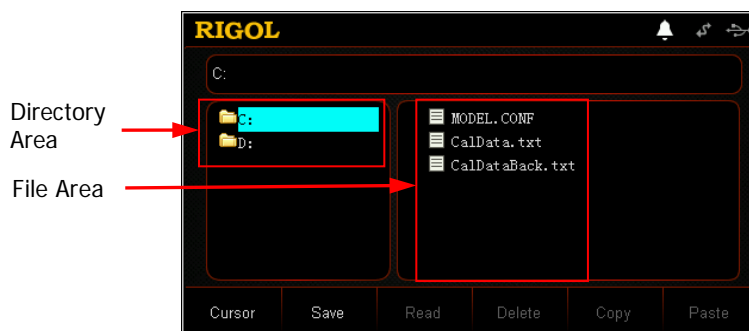 RIGOL
C:
Directory
Area
C:
D:
MODEL.CONF
CalData.txt
CalDataBack.txt
File Area
Cursor Save Read Delete Copy Paste